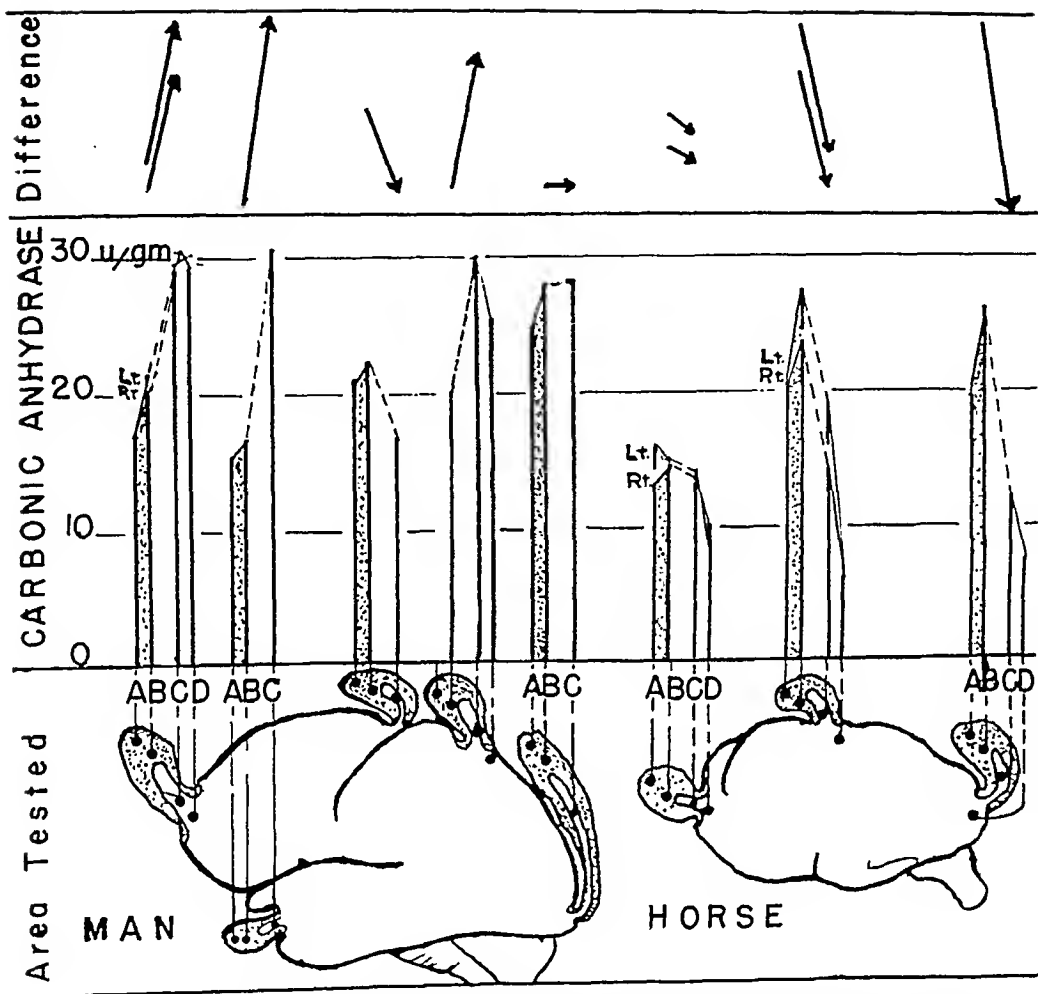 Difference
CARBONIC ANHYDRASE
30 u/gm
Lt.
Rt.
20
Lt.
Rt.
Lt.
Rt.
10
0
ABCD
ABC
ABC
ABCD
ABCD
Area Tested
MAN
HORSE